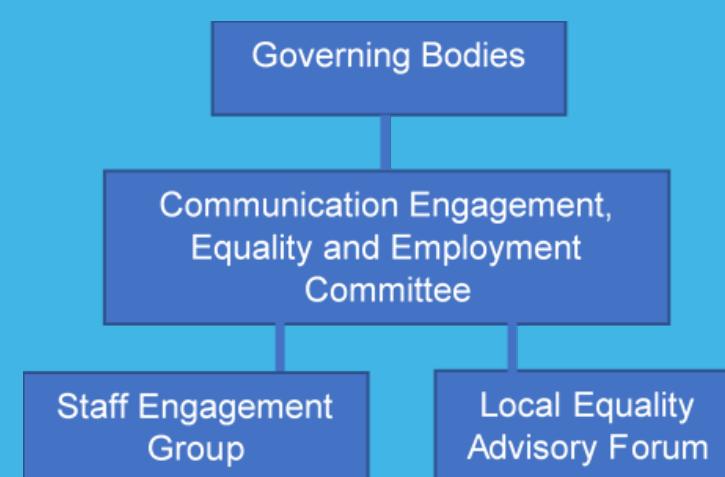 Governing Bodies
Communication Engagement,
Equality and Employment
Committee
Staff Engagement
Group
Local Equality
Advisory Forum